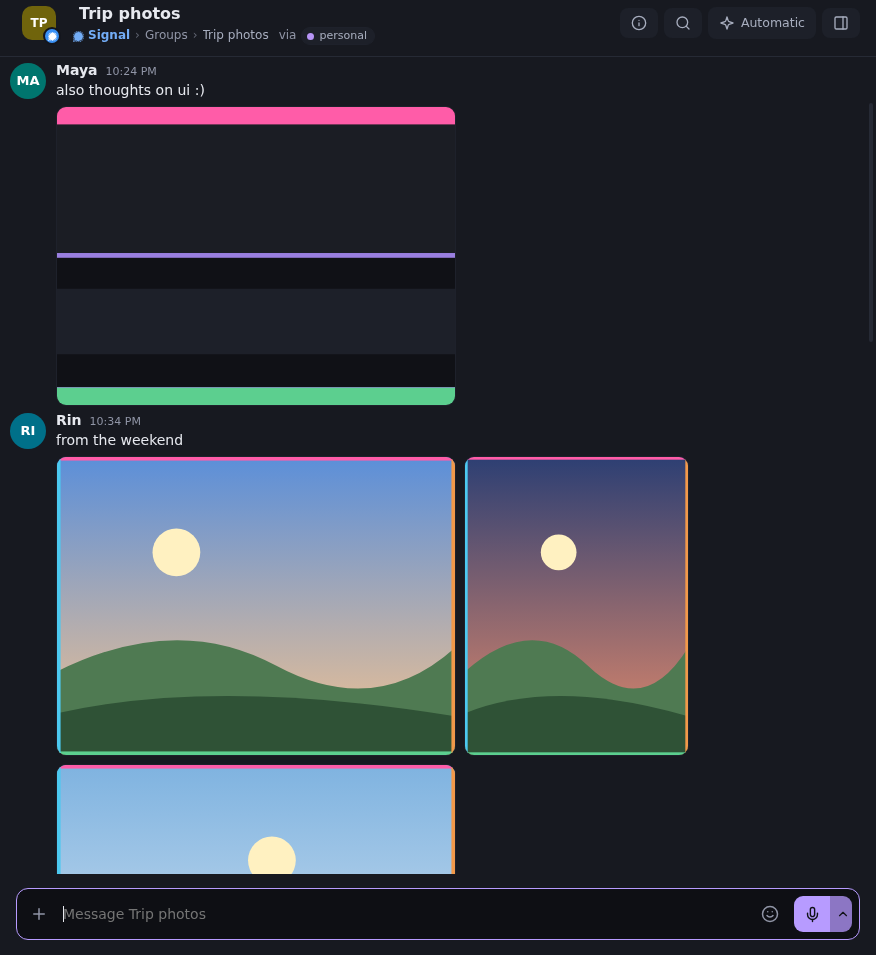 TP
Trip photos
Signal › Groups › Trip photos via personal
Automatic
MA
Maya 10:24 PM
also thoughts on ui :)
RI
Rin 10:34 PM
from the weekend
Message Trip photos